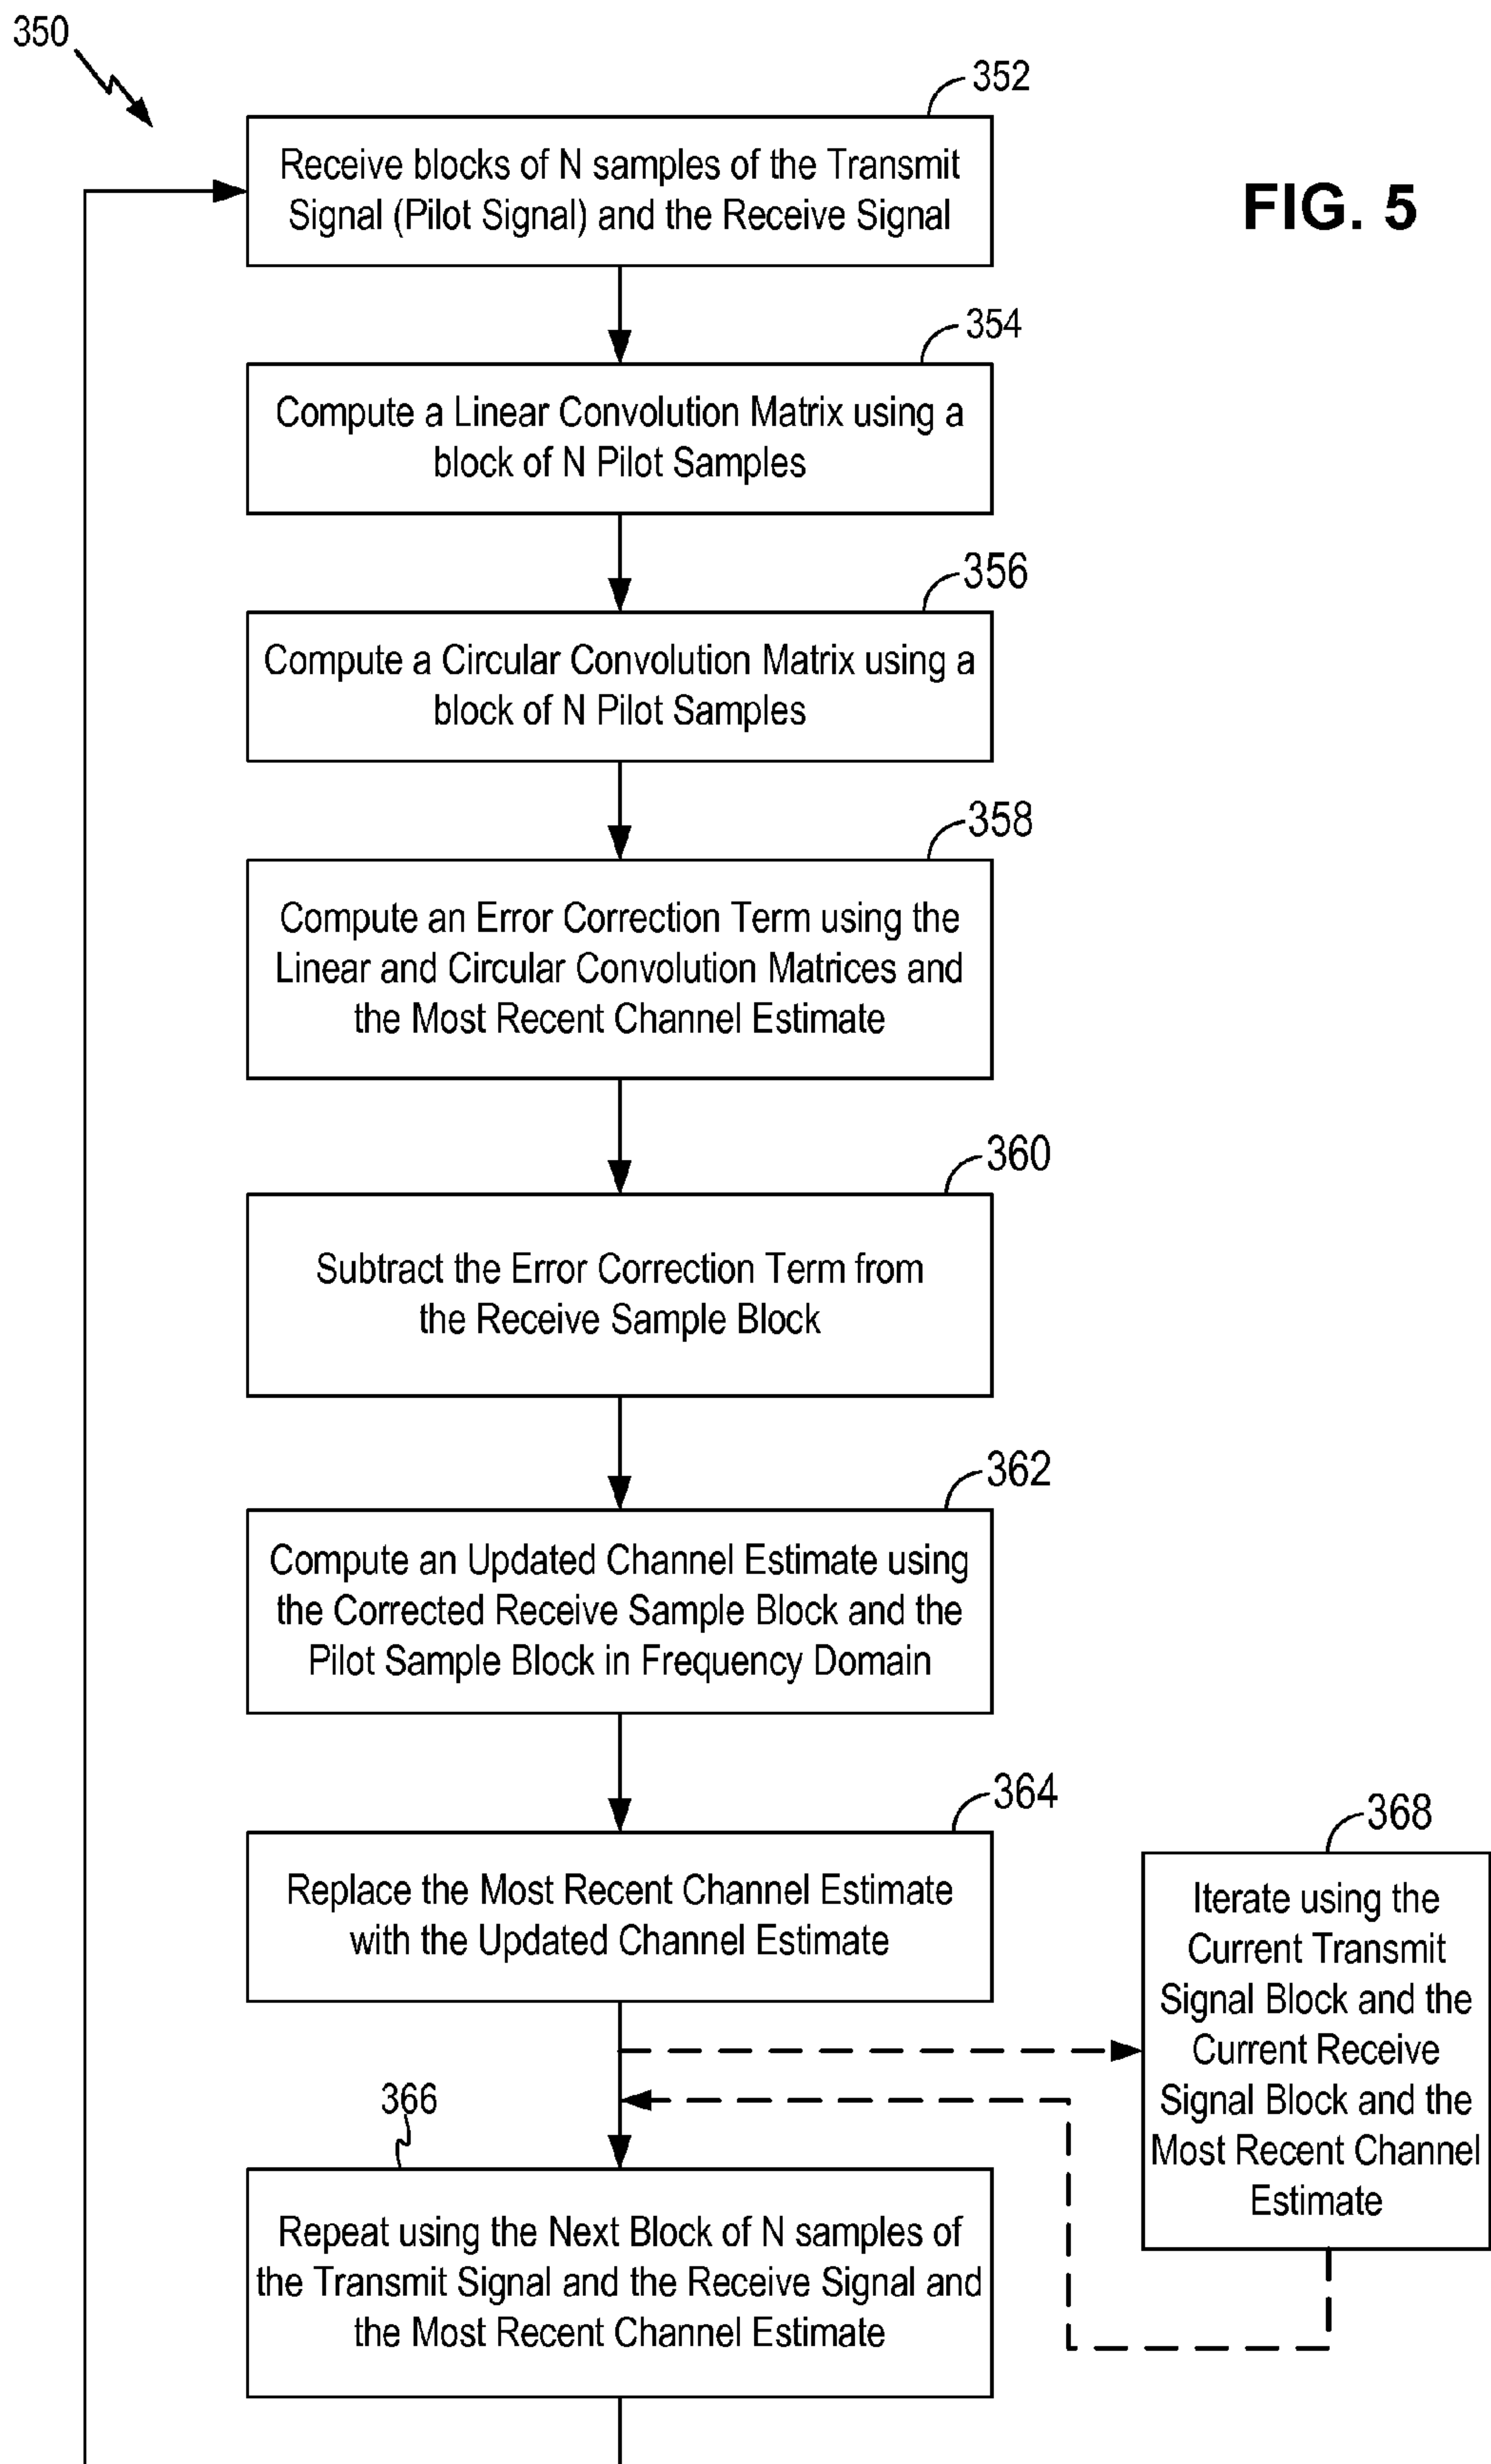 350
352
Receive blocks of N samples of the Transmit
Signal (Pilot Signal) and the Receive Signal
FIG. 5
354
Compute a Linear Convolution Matrix using a
block of N Pilot Samples
356
Compute a Circular Convolution Matrix using a
block of N Pilot Samples
358
Compute an Error Correction Term using the
Linear and Circular Convolution Matrices and
the Most Recent Channel Estimate
360
Subtract the Error Correction Term from
the Receive Sample Block
362
Compute an Updated Channel Estimate using
the Corrected Receive Sample Block and the
Pilot Sample Block in Frequency Domain
364
Replace the Most Recent Channel Estimate
with the Updated Channel Estimate
368
Iterate using the
Current Transmit
Signal Block and the
Current Receive
Signal Block and the
Most Recent Channel
Estimate
366
Repeat using the Next Block of N samples of
the Transmit Signal and the Receive Signal and
the Most Recent Channel Estimate